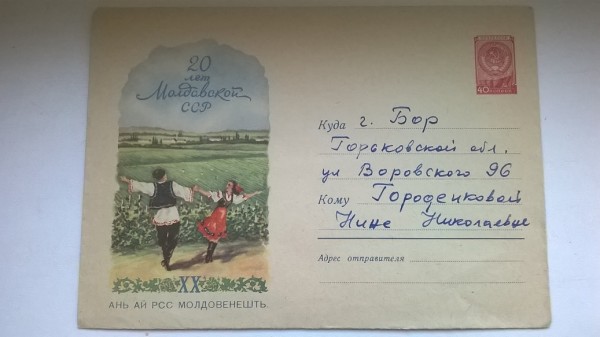 20
лет
Молдавской
ССР
40 КОПЕЕК
Куда г. Бор
Горьковской обл.
ул Воровского 96
Кому Городенковой
Нине Николаевне
Адрес отправителя
XX
АНЬ АЙ РСС МОЛДОВЕНЕШТЬ